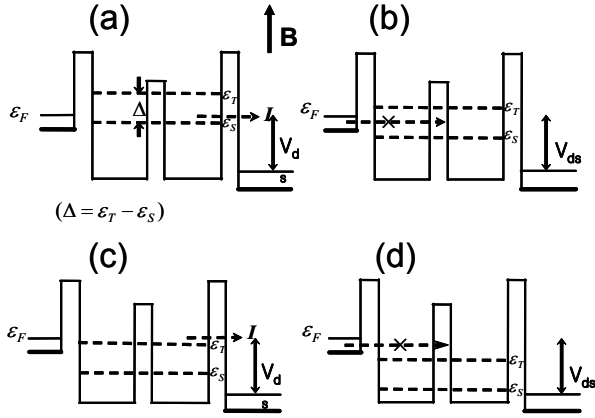 (a)
B
(b)
ε_F
Δ
ε_T
ε_S
I
V_d
s
ε_F
ε_T
ε_S
V_ds
(Δ = ε_T − ε_S)
(c)
(d)
ε_F
I
ε_T
ε_S
V_d
s
ε_F
ε_T
ε_S
V_ds